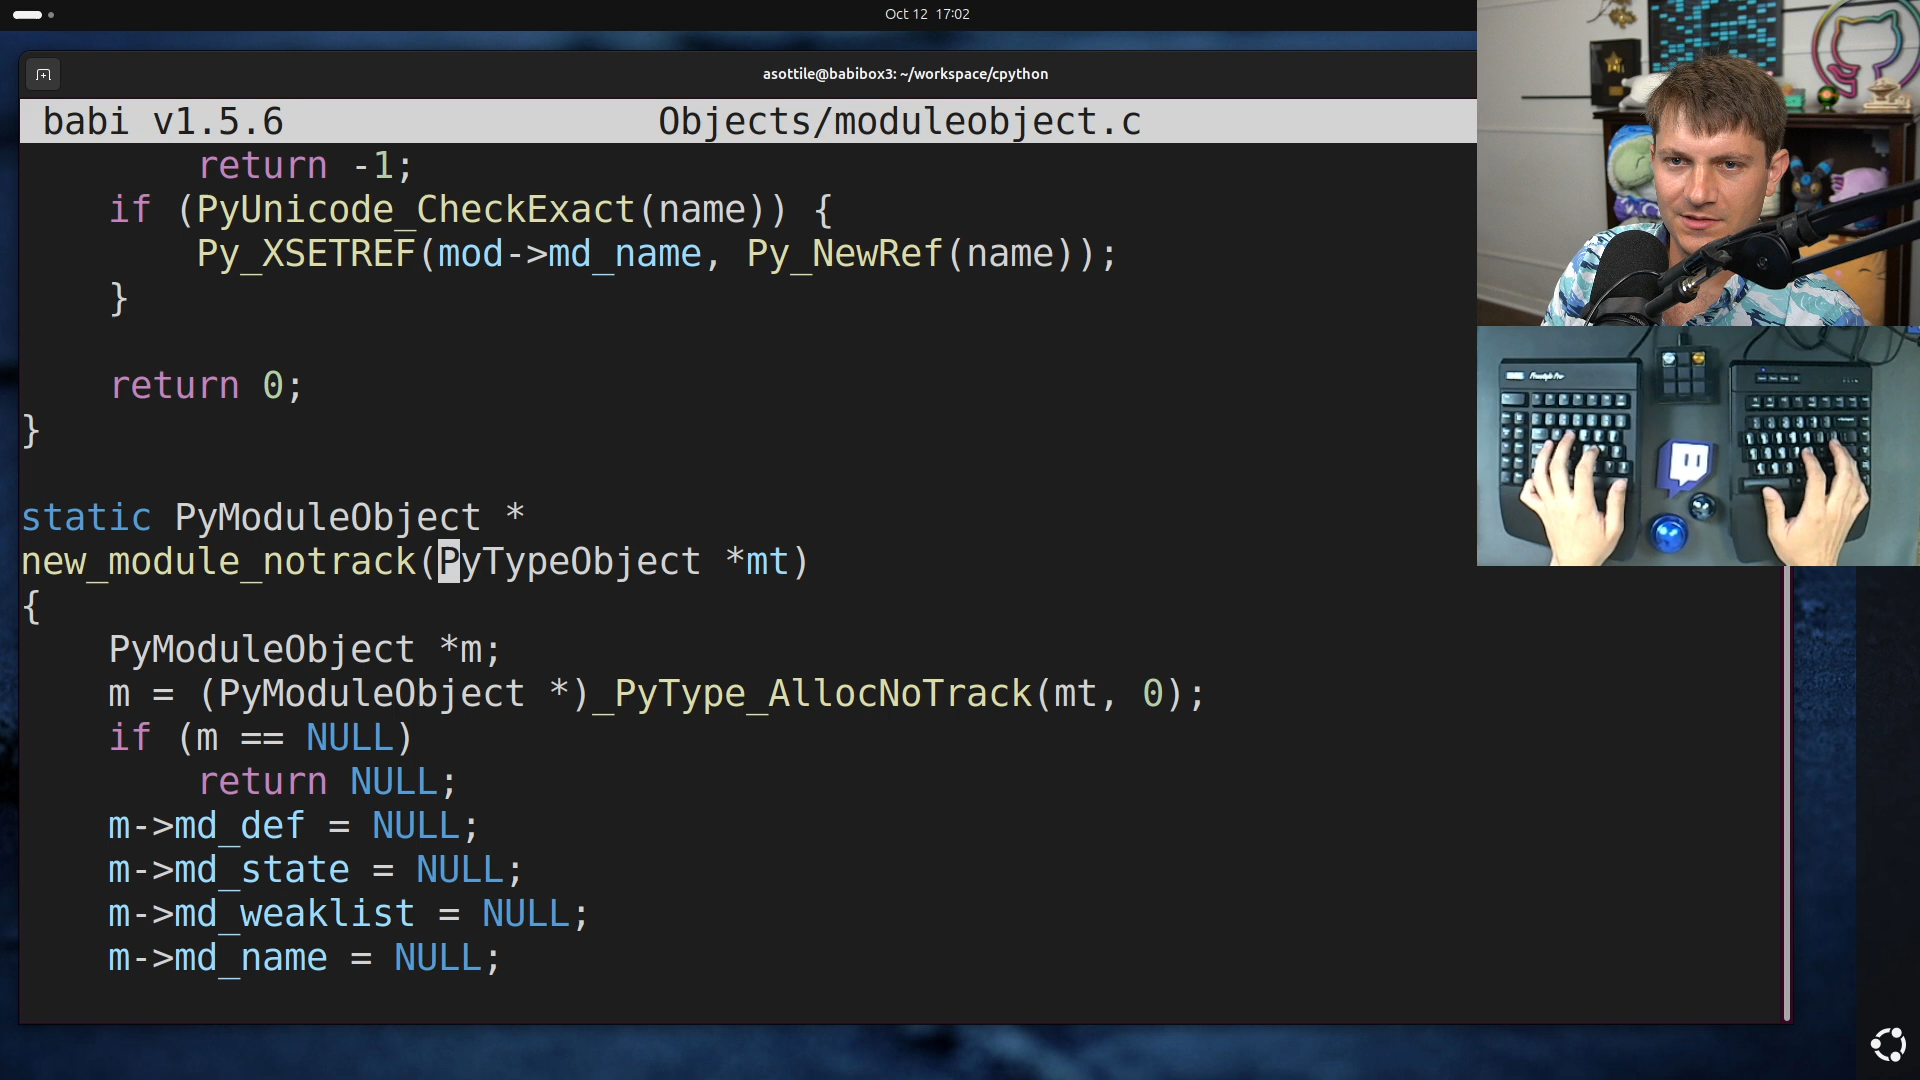 Oct 12 17:02
asottile@babibox3: ~/workspace/cpython
babi v1.5.6 Objects/moduleobject.c
return -1;
if (PyUnicode_CheckExact(name)) {
Py_XSETREF(mod->md_name, Py_NewRef(name));
}
return 0;
}
static PyModuleObject *
new_module_notrack(PyTypeObject *mt)
{
PyModuleObject *m;
m = (PyModuleObject *)_PyType_AllocNoTrack(mt, 0);
if (m == NULL)
return NULL;
m->md_def = NULL;
m->md_state = NULL;
m->md_weaklist = NULL;
m->md_name = NULL;